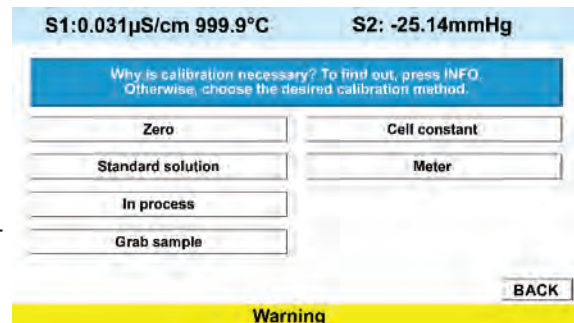 S1:0.031µS/cm 999.9°C S2: -25.14mmHg
Why is calibration necessary? To find out, press INFO.
Otherwise, choose the desired calibration method.
Zero Cell constant
Standard solution Meter
In process
Grab sample
BACK
Warning